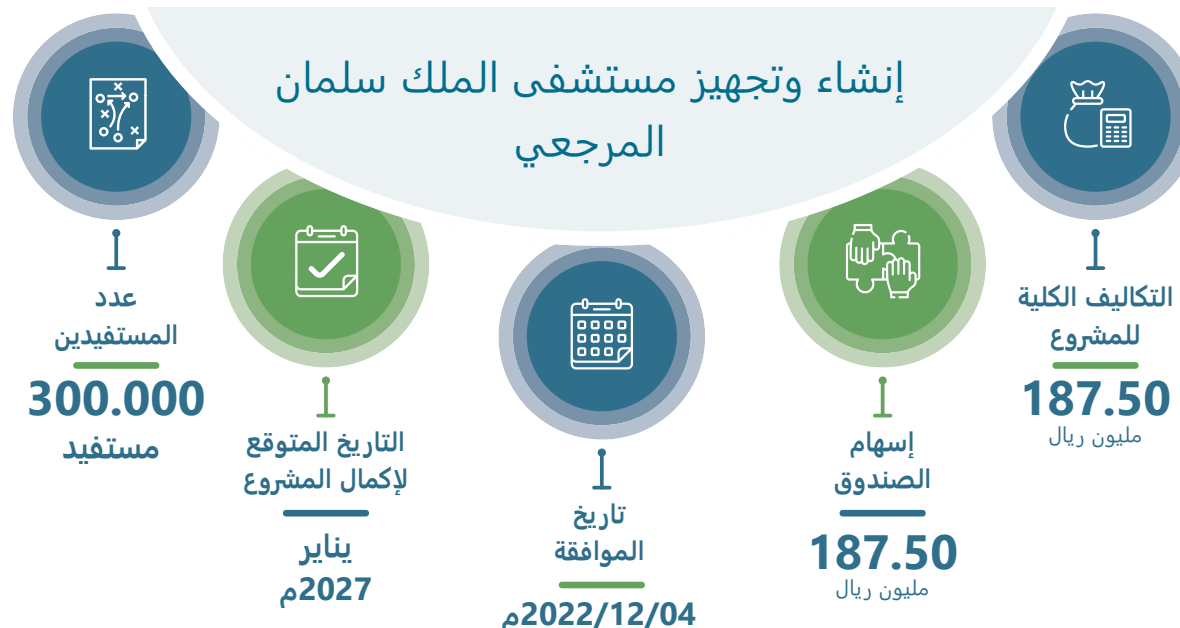 إنشاء وتجهيز مستشفى الملك سلمان
المرجعي
التكاليف الكلية
للمشروع
187.50
مليون ريال
إسهام
الصندوق
187.50
مليون ريال
تاريخ
الموافقة
2022/12/04م
التاريخ المتوقع
لإكمال المشروع
يناير
2027م
عدد
المستفيدين
300.000
مستفيد